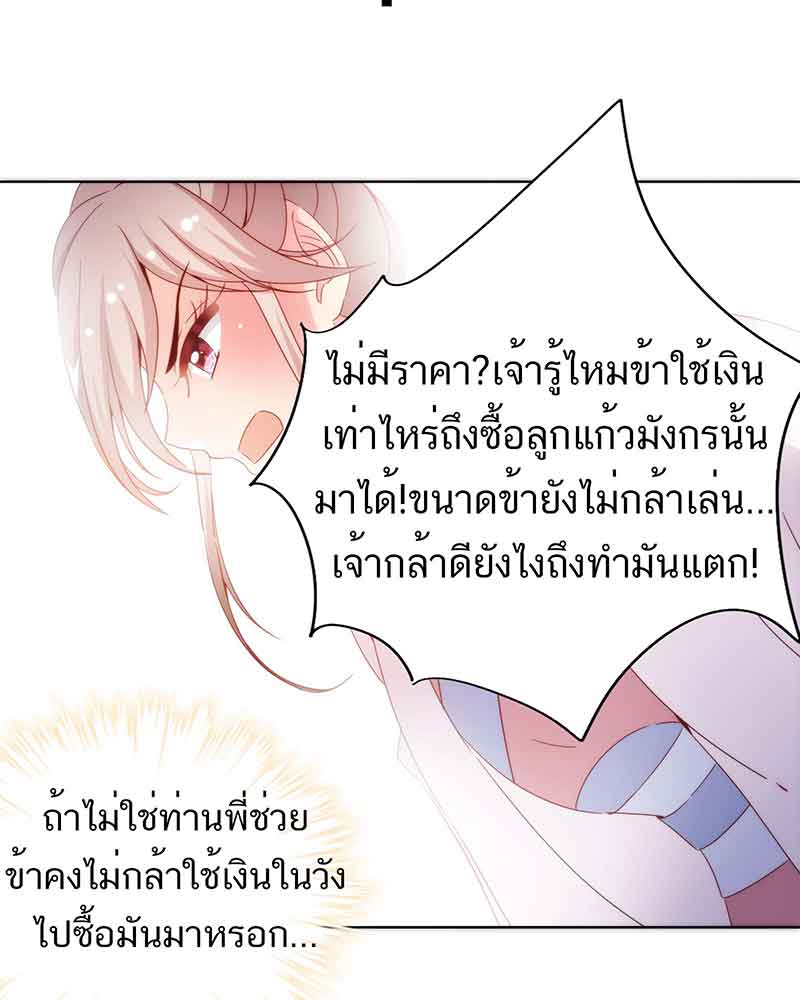 ไม่มีราคา?เจ้ารู้ไหมข้าใช้เงิน
เท่าไหร่ถึงซื้อลูกแก้วมังกรนั้น
มาได้!ขนาดข้ายังไม่กล้าเล่น...
เจ้ากล้าดียังไงถึงทำมันแตก!
ถ้าไม่ใช่ท่านพี่ช่วย
ข้าคงไม่กล้าใช้เงินในวัง
ไปซื้อมันมาหรอก...